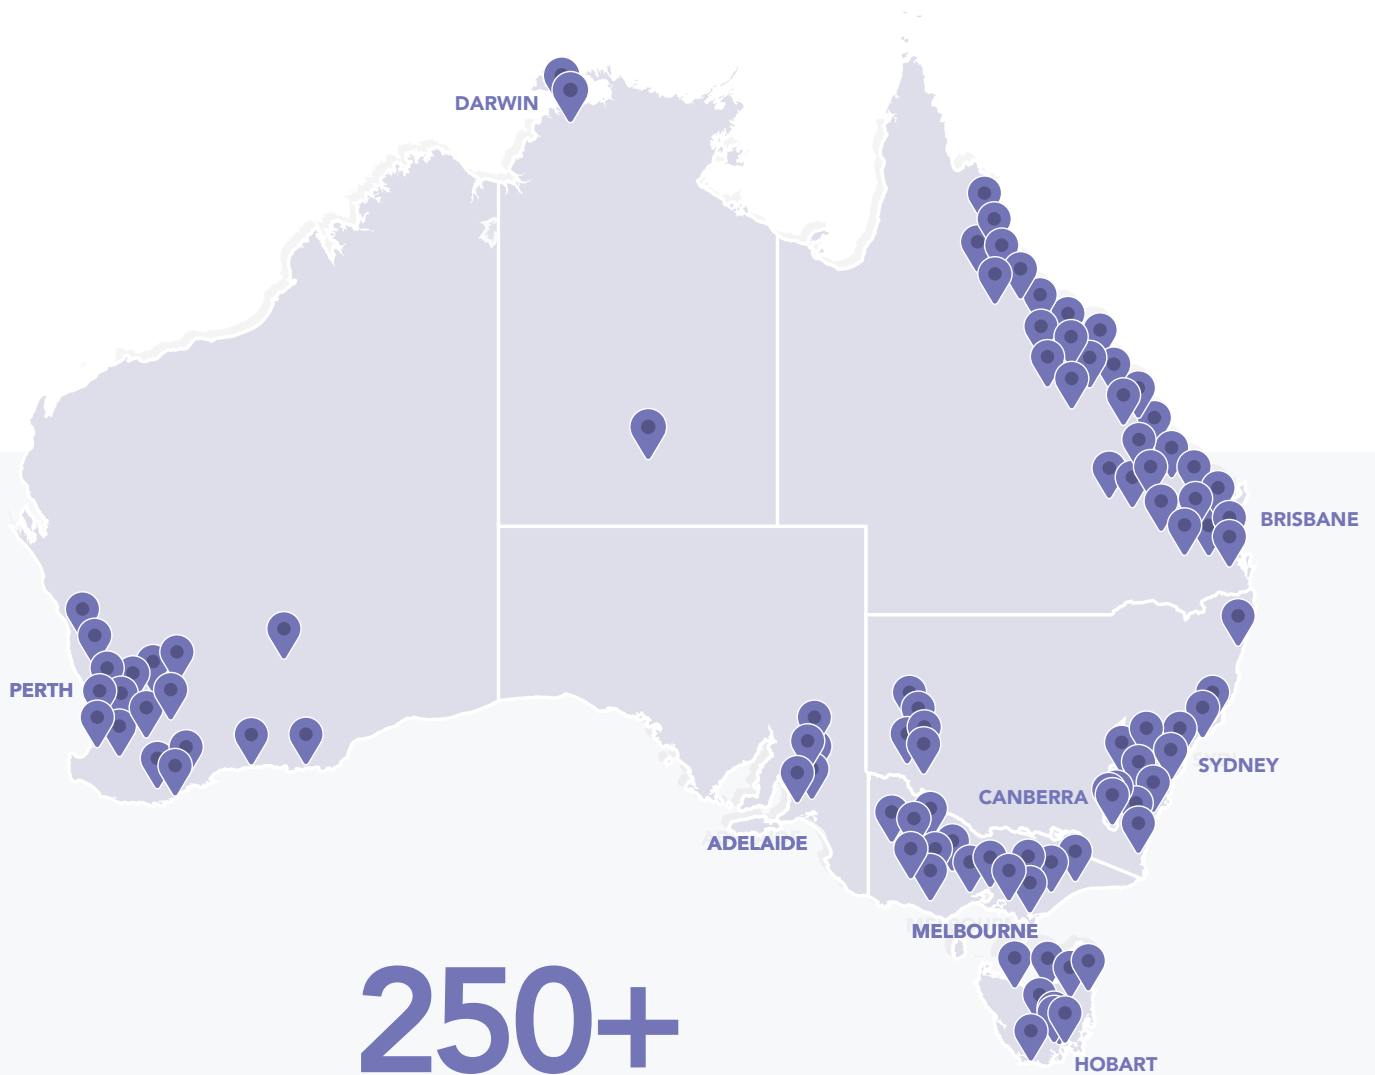 DARWIN
BRISBANE
PERTH
SYDNEY
CANBERRA
ADELAIDE
MELBOURNE
250+
HOBART